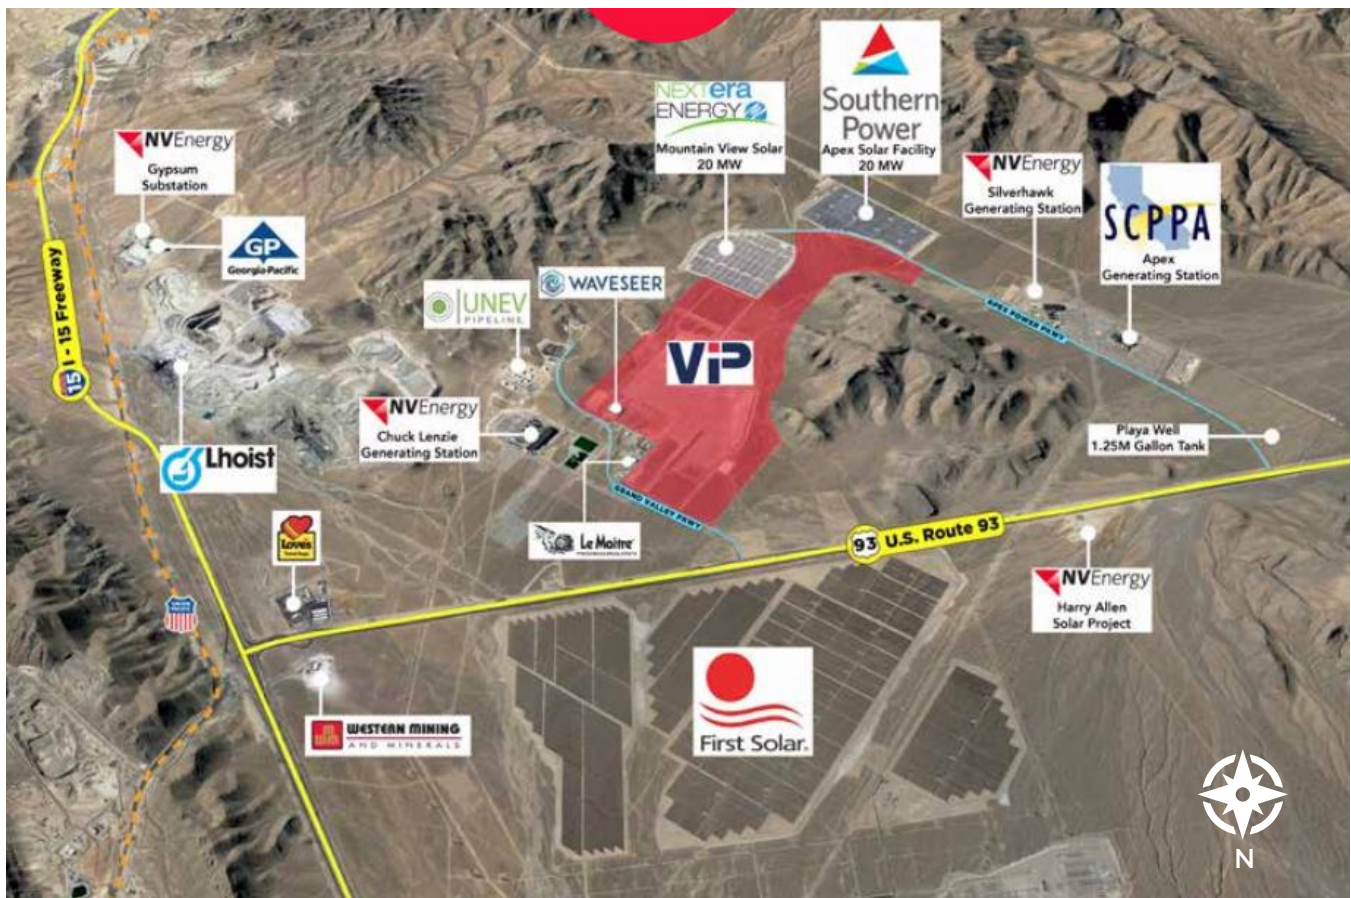 NEXTera
ENERGY
Mountain View Solar
20 MW
Southern
Power
Apex Solar Facility
20 MW
NVEnergy
Gypsum
Substation
NVEnergy
Silverhawk
Generating Station
SCPPA
Apex
Generating Station
GP
Georgia-Pacific
I - 15 Freeway
15
UNEV
PIPELINE
WAVESEER
APEX POWER PKWY
ViP
NVEnergy
Chuck Lenzie
Generating Station
Playa Well
1.25M Gallon Tank
Lhoist
GRAND VALLEY PKWY
Love's
Le Maitre
93 U.S. Route 93
NVEnergy
Harry Allen
Solar Project
UNION
PACIFIC
First Solar.
WESTERN MINING
AND MINERALS
N